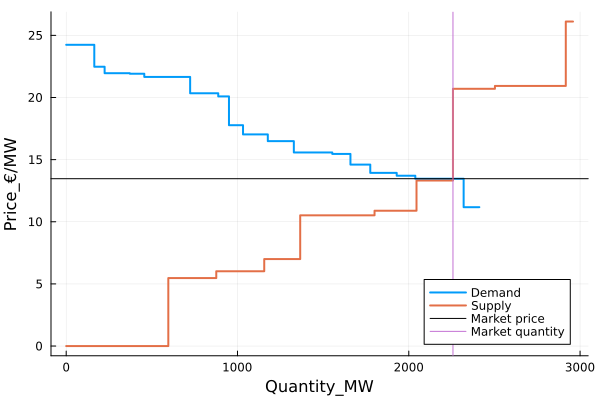 Price_€/MW
25
20
15
10
5
0
0
1000
2000
3000
Quantity_MW
Demand
Supply
Market price
Market quantity